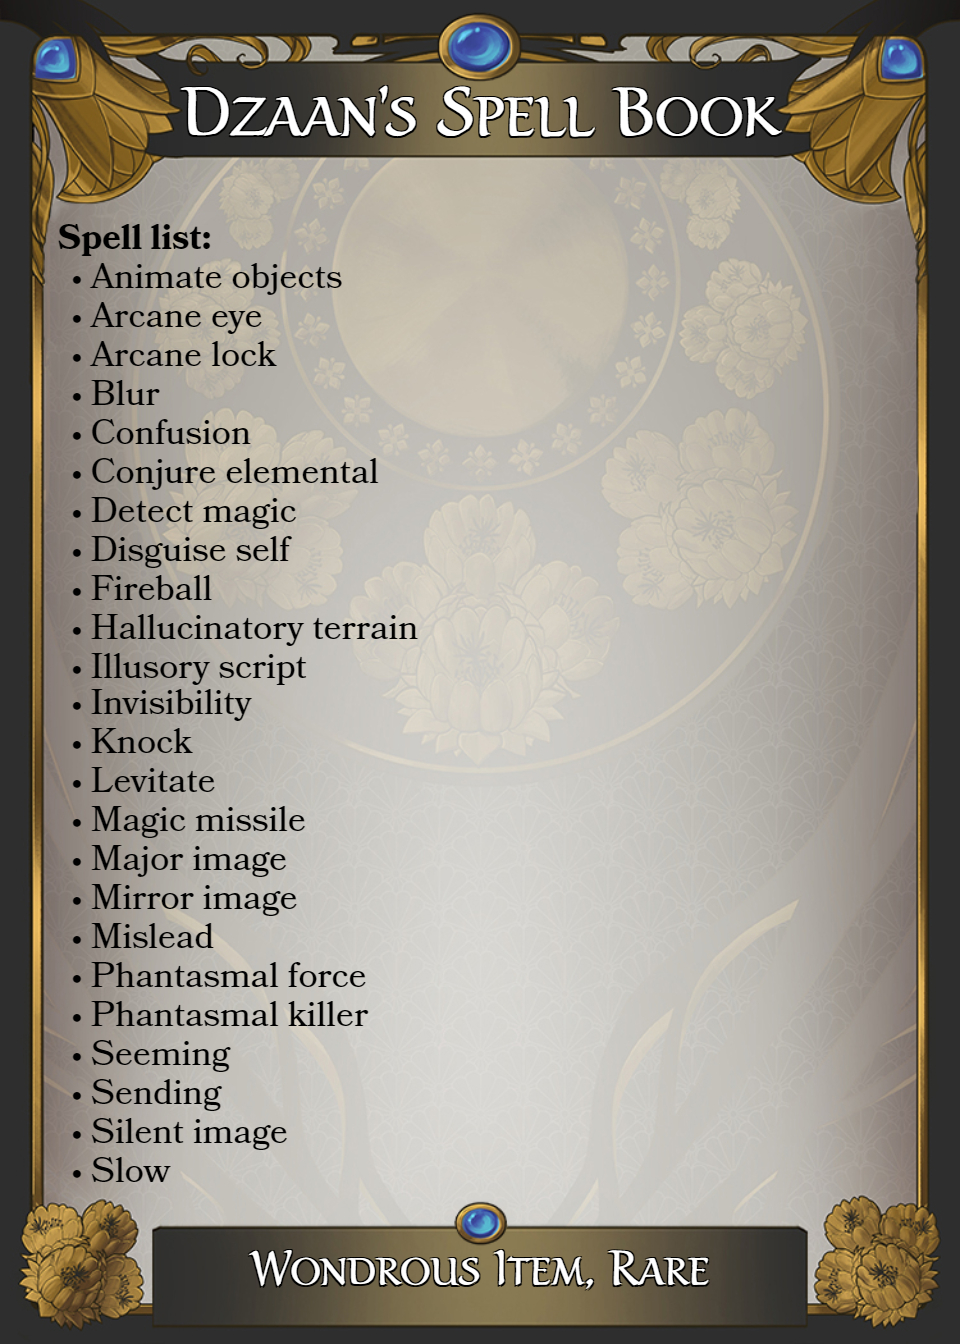 Dzaan's Spell Book
Spell list:
• Animate objects
• Arcane eye
• Arcane lock
• Blur
• Confusion
• Conjure elemental
• Detect magic
• Disguise self
• Fireball
• Hallucinatory terrain
• Illusory script
• Invisibility
• Knock
• Levitate
• Magic missile
• Major image
• Mirror image
• Mislead
• Phantasmal force
• Phantasmal killer
• Seeming
• Sending
• Silent image
• Slow
Wondrous Item, Rare